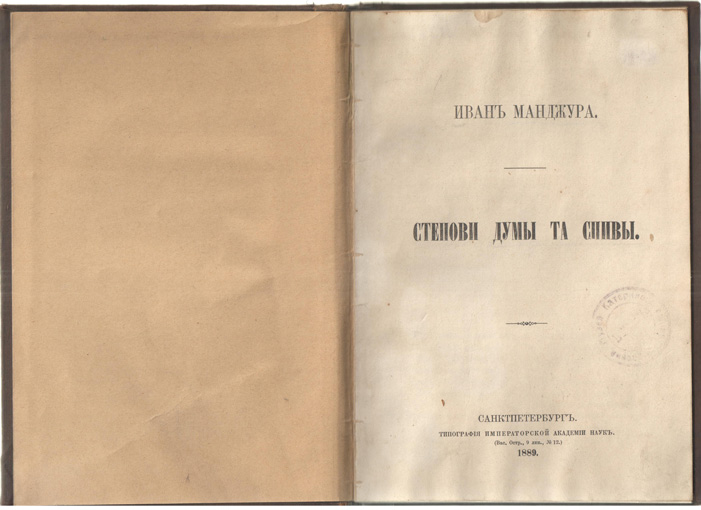 ИВАНЪ МАНДЖУРА.
СТЕПОВИ ДУМЫ ТА СПИВЫ.
САНКТПЕТЕРБУРГЪ.
ТИПОГРАФІЯ ИМПЕРАТОРСКОЙ АКАДЕМІИ НАУКЪ.
(Вас. Остр., 9 лин., № 12.)
1889.